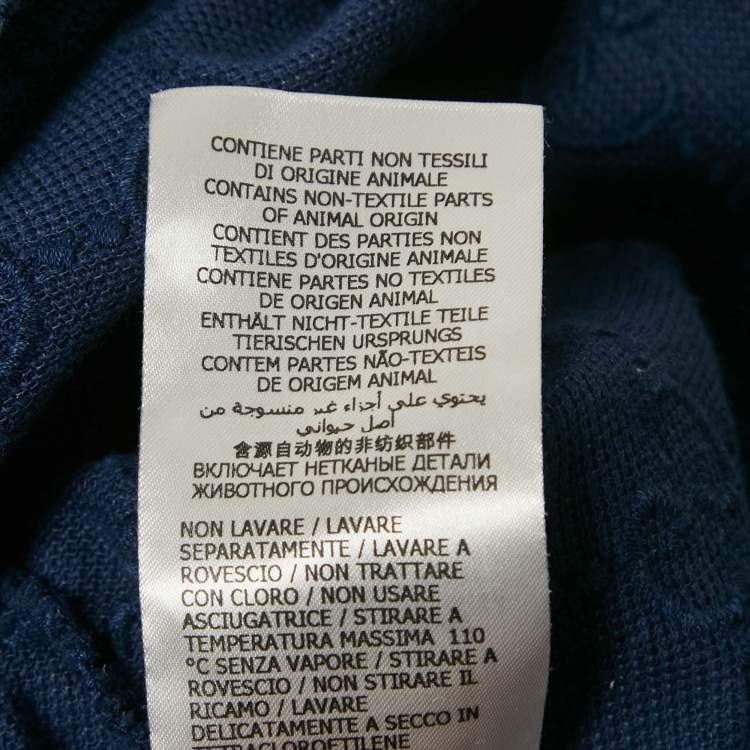 CONTIENE PARTI NON TESSILI
DI ORIGINE ANIMALE
CONTAINS NON-TEXTILE PARTS
OF ANIMAL ORIGIN
CONTIENT DES PARTIES NON
TEXTILES D'ORIGINE ANIMALE
CONTIENE PARTES NO TEXTILES
DE ORIGEN ANIMAL
ENTHÄLT NICHT-TEXTILE TEILE
TIERISCHEN URSPRUNGS
CONTEM PARTES NÃO-TEXTEIS
DE ORIGEM ANIMAL
يحتوي على أجزاء غير منسوجة من
أصل حيواني
含源自动物的非纺织部件
ВКЛЮЧАЕТ НЕТКАНЫЕ ДЕТАЛИ
ЖИВОТНОГО ПРОИСХОЖДЕНИЯ
NON LAVARE / LAVARE
SEPARATAMENTE / LAVARE A
ROVESCIO / NON TRATTARE
CON CLORO / NON USARE
ASCIUGATRICE / STIRARE A
TEMPERATURA MASSIMA 110
°C SENZA VAPORE / STIRARE A
ROVESCIO / NON STIRARE IL
RICAMO / LAVARE
DELICATAMENTE A SECCO IN
TETRACLOROETILENE